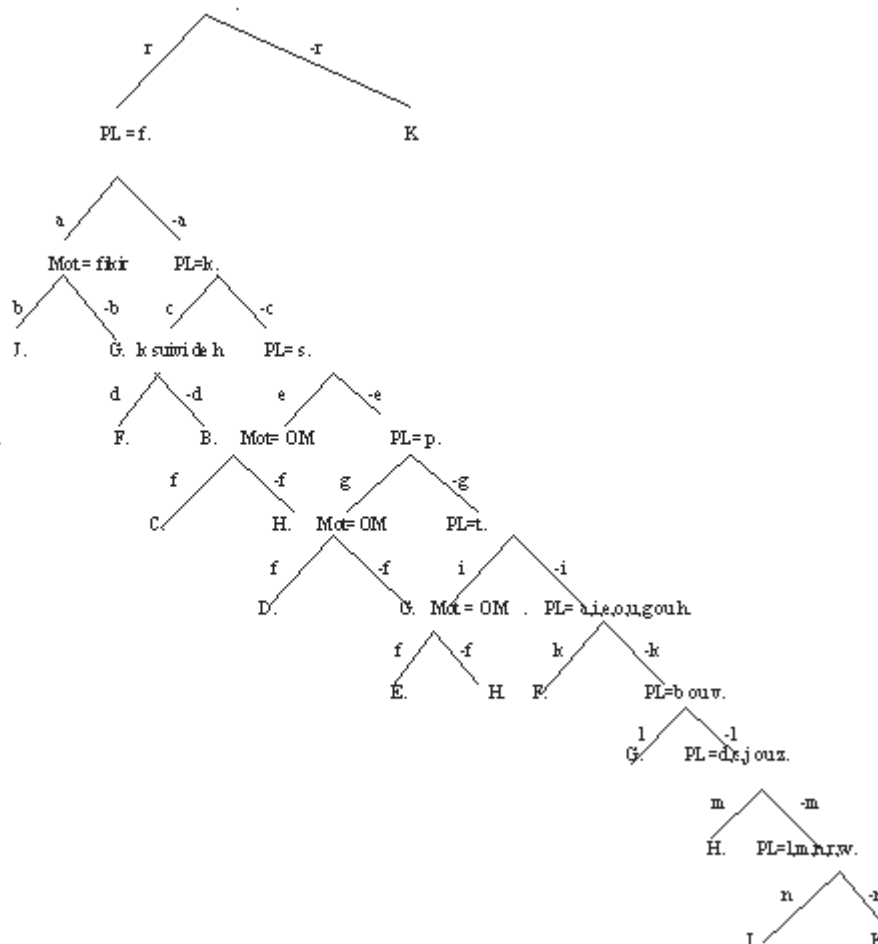 r -r
PL=f. K
a -a
Mot=fikir PL=k.
b -b c -c
J. G. k suivi de h PL=s.
d -d e -e
F. B. Mot=OM PL=p.
f -f g -g
C. H. Mot=OM PL=t.
f -f i -i
D. G. Mot=OM . PL= a,i,e,o,u,g ou h
f -f k -k
E. H F. PL=b ou v.
l -l
G. PL=d, j ou z.
m -m
H. PL=l,m,n,r,w.
n